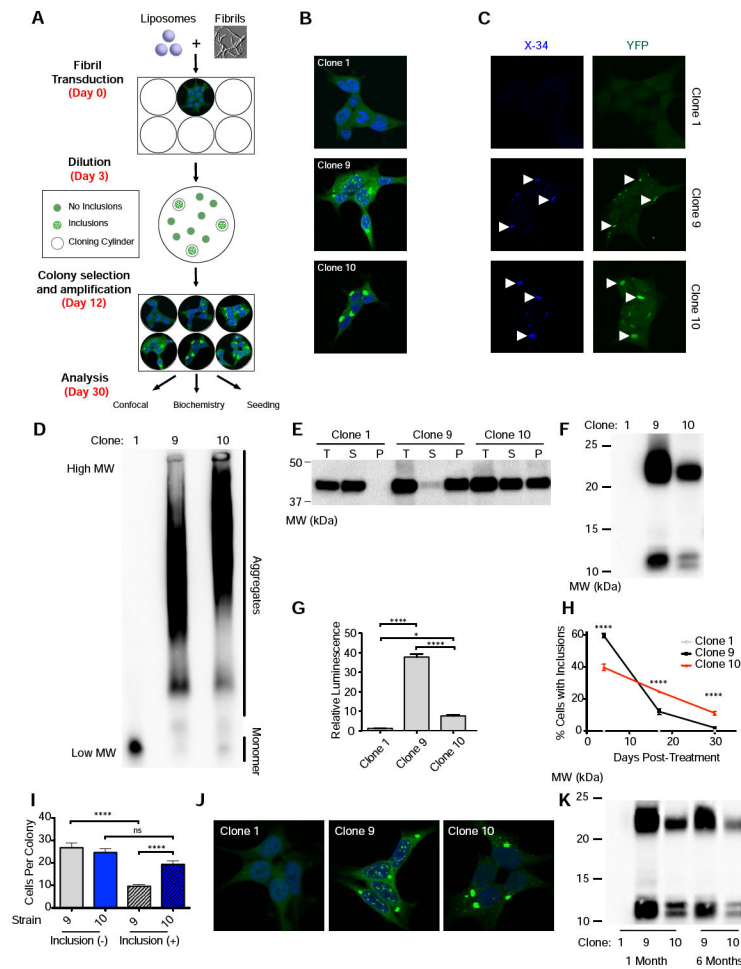 A
Liposomes
Fibrils
+
Fibril
Transduction
(Day 0)
Dilution
(Day 3)
No Inclusions
Inclusions
Cloning Cylinder
Colony selection
and amplification
(Day 12)
Analysis
(Day 30)
Confocal
Biochemistry
Seeding
B
Clone 1
Clone 9
Clone 10
C
X-34
YFP
Clone 1
Clone 9
Clone 10
D
Clone: 1 9 10
High MW
Low MW
Aggregates
Monomer
E
Clone 1 Clone 9 Clone 10
T S P T S P T S P
50
37
MW (kDa)
F
Clone: 1 9 10
25
20
15
10
MW (kDa)
G
Relative Luminescence
50
40
30
20
10
0
****
*
****
Clone 1
Clone 9
Clone 10
H
% Cells with Inclusions
60
40
20
0
****
****
****
Clone 1
Clone 9
Clone 10
0 10 20 30
Days Post-Treatment
MW (kDa)
I
Cells Per Colony
40
30
20
10
0
****
ns
****
Strain 9 10 9 10
Inclusion (-) Inclusion (+)
J
Clone 1
Clone 9
Clone 10
K
25
20
15
10
Clone: 1 9 10 9 10
1 Month 6 Months